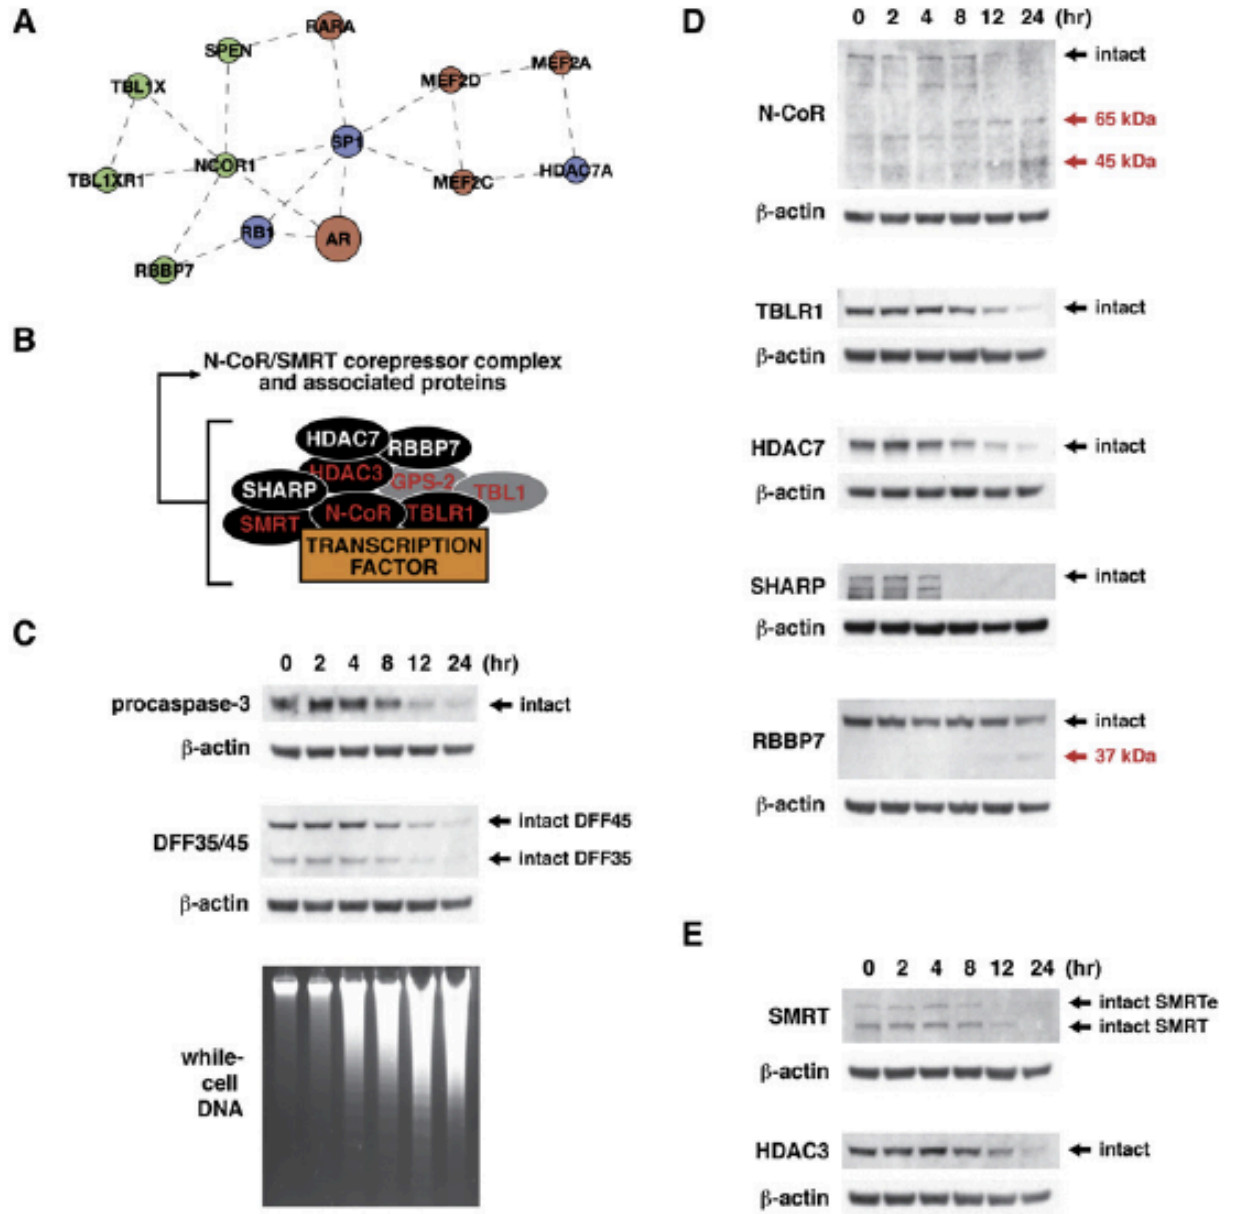 A
RARA
SPEN
MEF2A
MEF2D
TBL1X
SP1
NCOR1
HDAC7A
TBL1XR1
MEF2C
RB1
AR
RBBP7
B
N-CoR/SMRT corepressor complex
and associated proteins
HDAC7
RBBP7
HDAC3
GPS-2
SHARP
TBL1
SMRT
N-CoR
TBLR1
TRANSCRIPTION
FACTOR
C
0 2 4 8 12 24 (hr)
procaspase-3
intact
β-actin
DFF35/45
intact DFF45
intact DFF35
β-actin
while-
cell
DNA
D
0 2 4 8 12 24 (hr)
N-CoR
intact
65 kDa
45 kDa
β-actin
TBLR1
intact
β-actin
HDAC7
intact
β-actin
SHARP
intact
β-actin
RBBP7
intact
37 kDa
β-actin
E
0 2 4 8 12 24 (hr)
SMRT
intact SMRTe
intact SMRT
β-actin
HDAC3
intact
β-actin